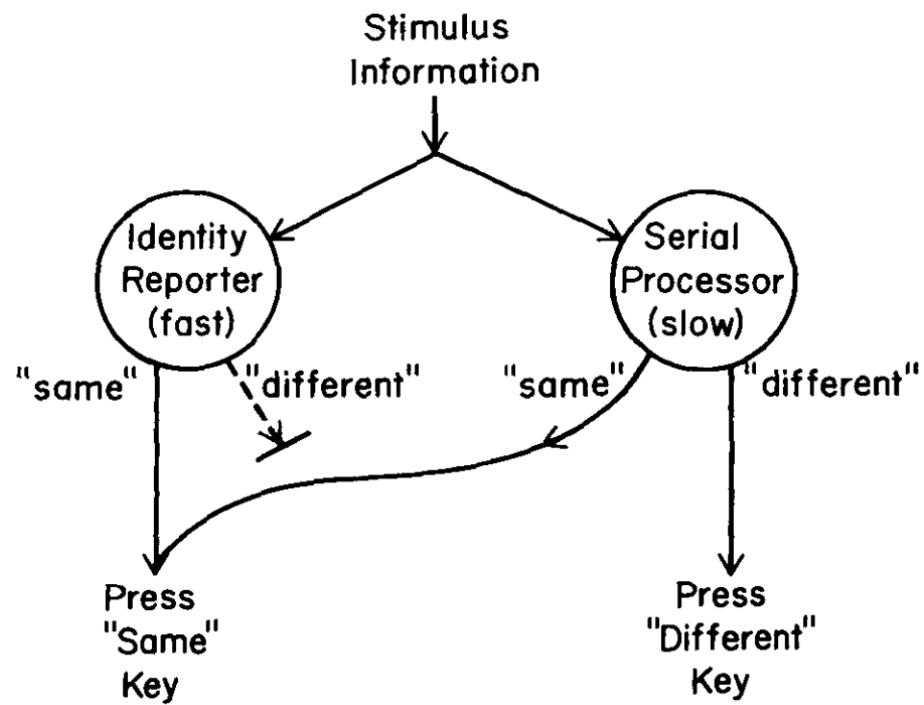 Stimulus
Information
Identity
Reporter
(fast)
Serial
Processor
(slow)
"same"
"different"
"same"
"different"
Press
"Same"
Key
Press
"Different"
Key